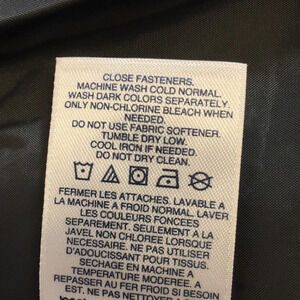 CLOSE FASTENERS.
MACHINE WASH COLD NORMAL.
WASH DARK COLORS SEPARATELY.
ONLY NON-CHLORINE BLEACH WHEN
NEEDED.
DO NOT USE FABRIC SOFTENER.
TUMBLE DRY LOW.
COOL IRON IF NEEDED.
DO NOT DRY CLEAN.
FERMER LES ATTACHES. LAVABLE A
LA MACHINE A FROID NORMAL. LAVER
LES COULEURS FONCEES
SEPAREMENT. SEULEMENT A LA
JAVEL NON CHLOREE LORSQUE
NECESSAIRE. NE PAS UTILISER
D'ADOUCISSANT POUR TISSUS.
SECHAGE EN MACHINE A
TEMPERATURE MODEREE. A
REPASSER AU FER FROID SI BESOIN
EST. NE PAS NETTOYER